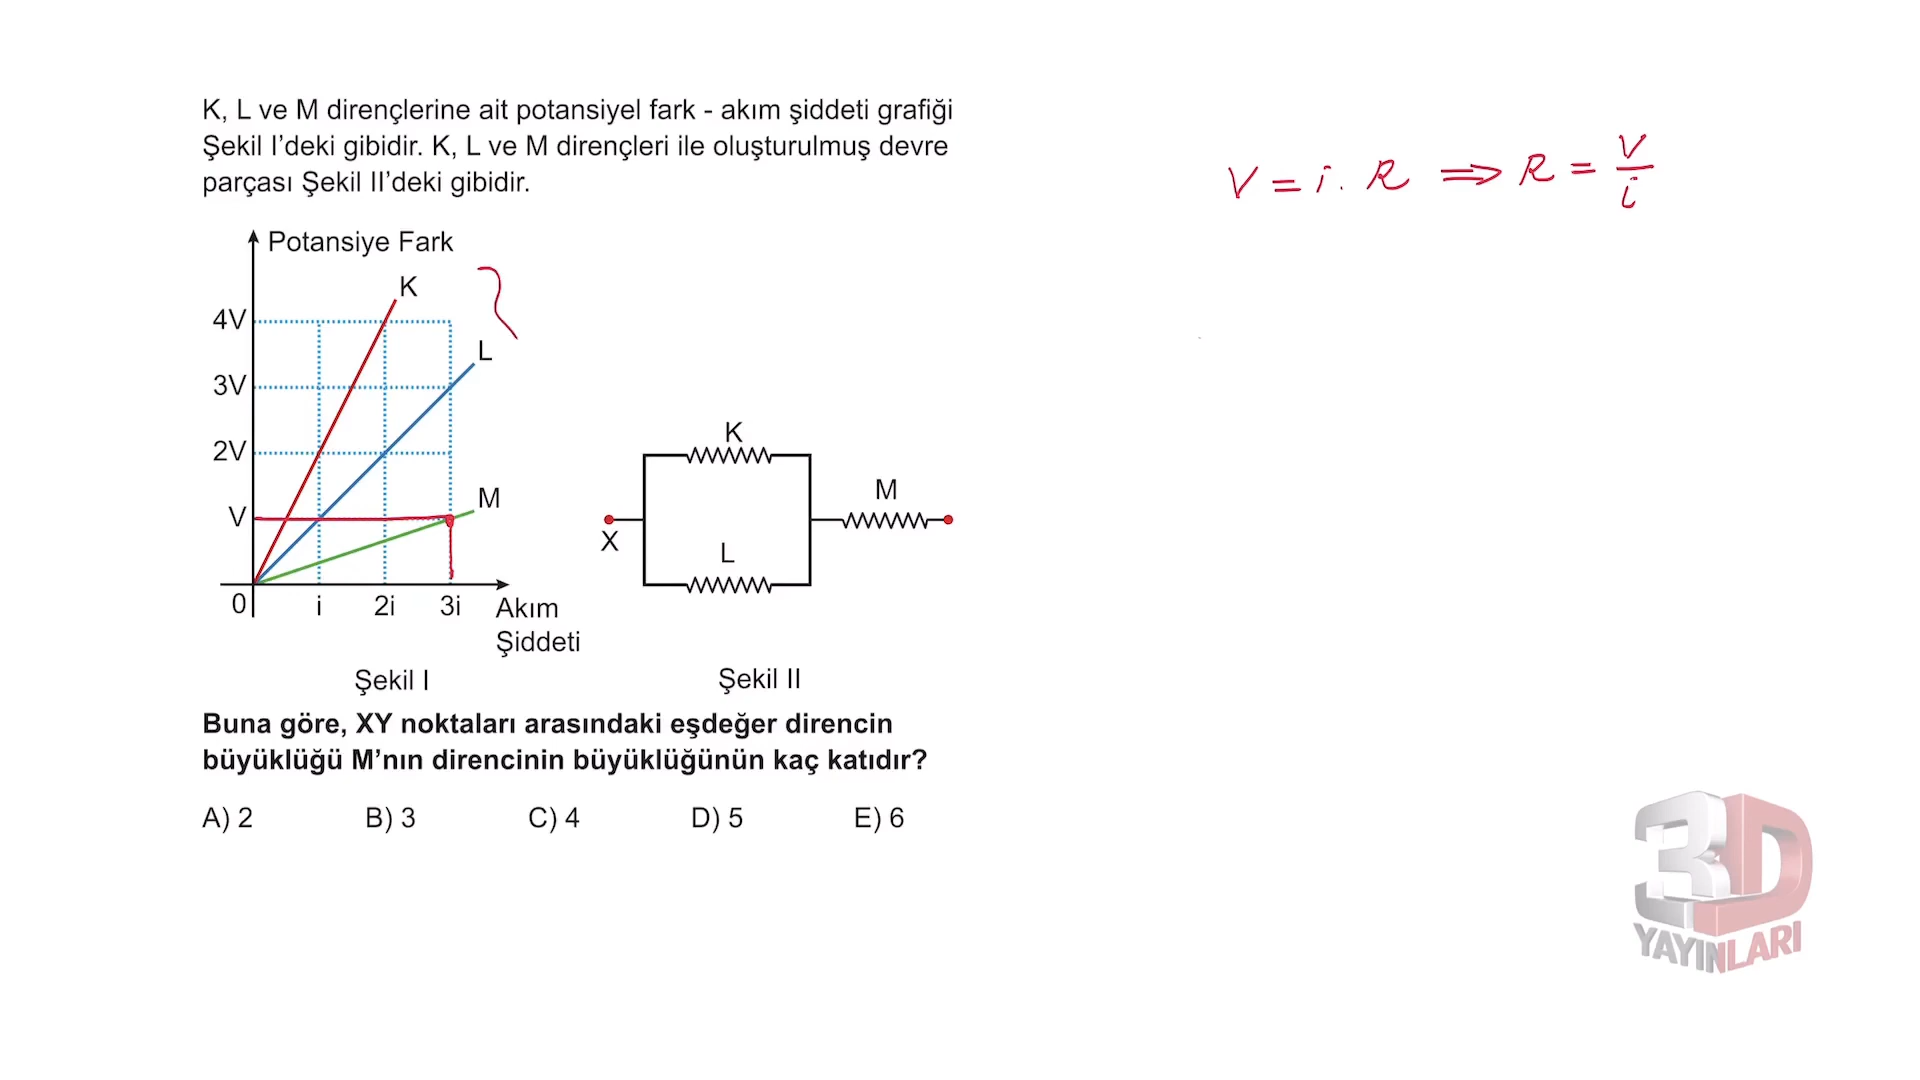 K, L ve M dirençlerine ait potansiyel fark - akım şiddeti grafiği
Şekil I’deki gibidir. K, L ve M dirençleri ile oluşturulmuş devre
parçası Şekil II’deki gibidir.
V = i. R ⟹ R = V/i
Potansiye Fark
K
4V
L
3V
2V
M
V
0
i
2i
3i
Akım
Şiddeti
Şekil I
K
M
X
L
Şekil II
Buna göre, XY noktaları arasındaki eşdeğer direncin
büyüklüğü M’nın direncinin büyüklüğünün kaç katıdır?
A) 2 B) 3 C) 4 D) 5 E) 6
3D
YAYINLARI